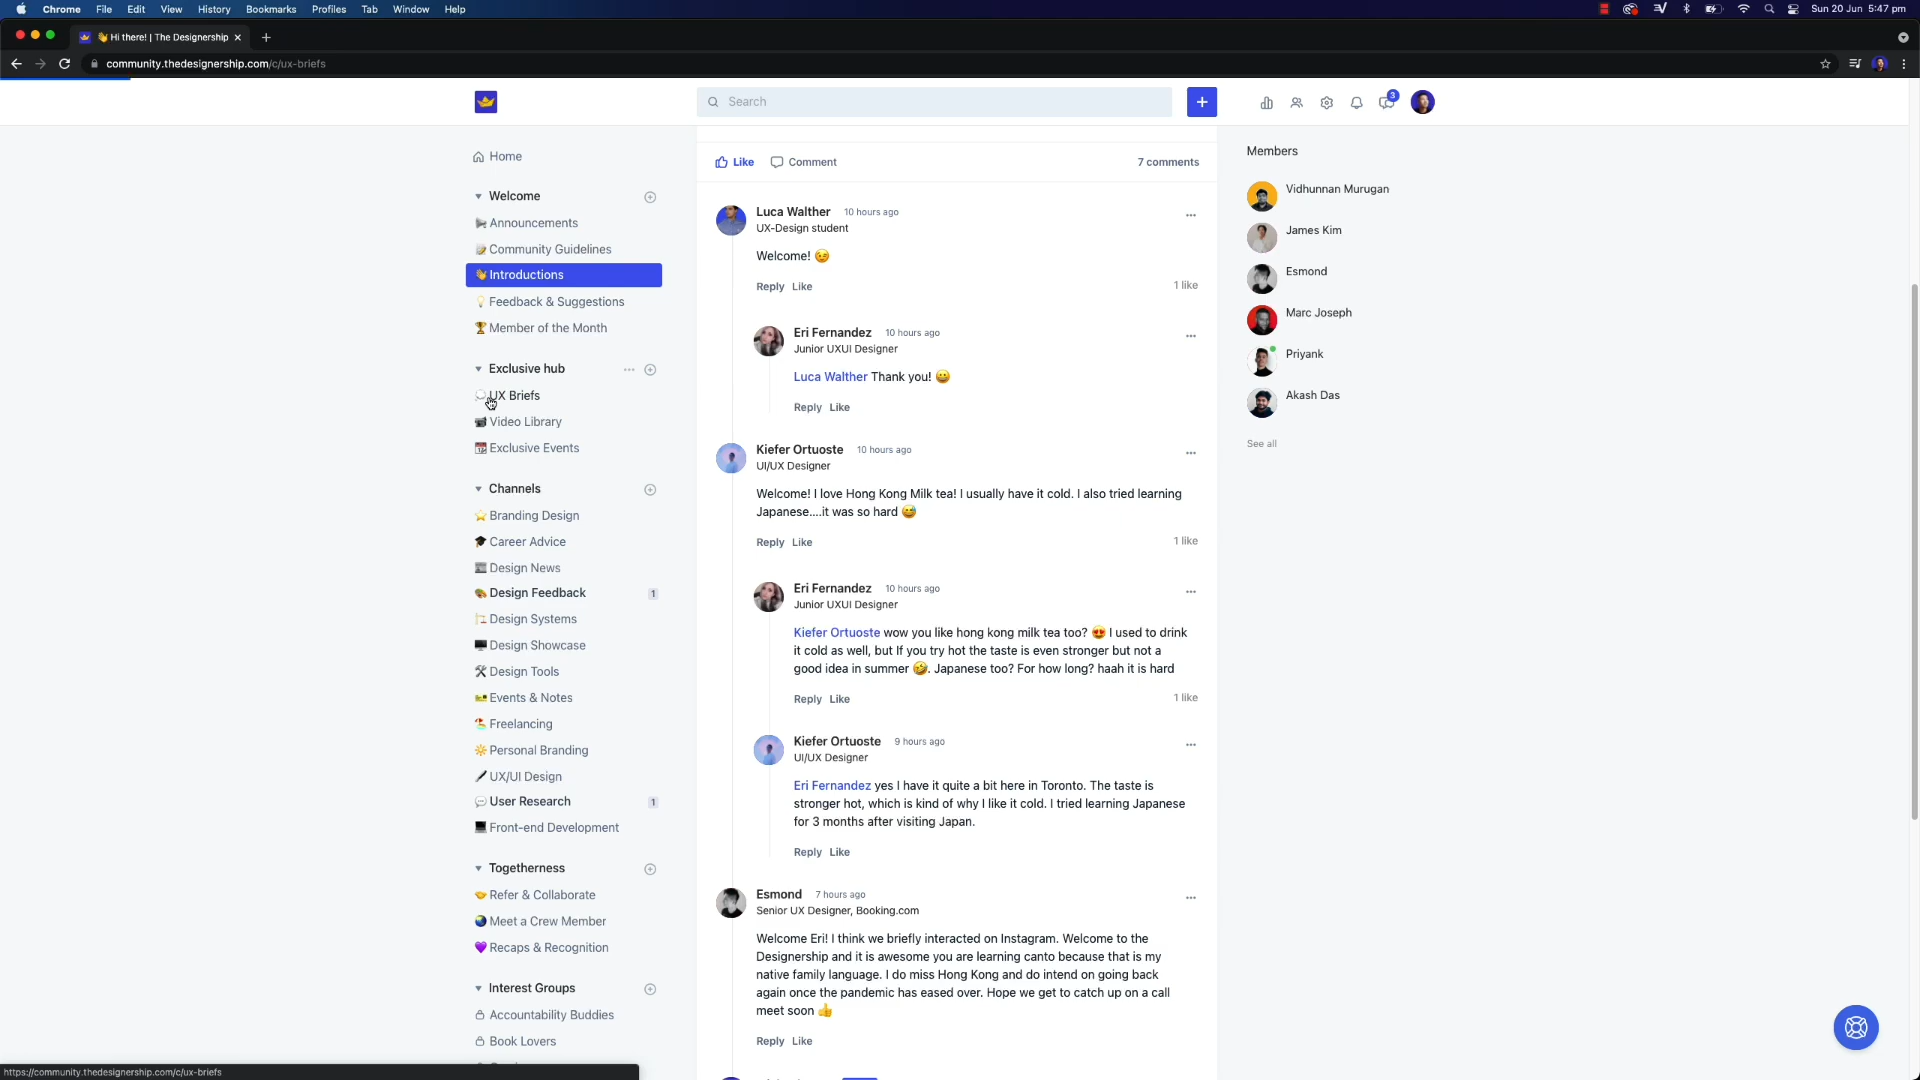 Chrome File Edit View History Bookmarks Profiles Tab Window Help
Sun 20 Jun 5:47 pm
Hi there! | The Designership
community.thedesignership.com/c/ux-briefs
Search
3
Home
Welcome
Announcements
Community Guidelines
Introductions
Feedback & Suggestions
Member of the Month
Exclusive hub
UX Briefs
Video Library
Exclusive Events
Channels
Branding Design
Career Advice
Design News
Design Feedback 1
Design Systems
Design Showcase
Design Tools
Events & Notes
Freelancing
Personal Branding
UX/UI Design
User Research 1
Front-end Development
Togetherness
Refer & Collaborate
Meet a Crew Member
Recaps & Recognition
Interest Groups
Accountability Buddies
Book Lovers
Like Comment 7 comments
Luca Walther 10 hours ago
UX-Design student
Welcome! 😉
Reply Like 1 like
Eri Fernandez 10 hours ago
Junior UXUI Designer
Luca Walther Thank you! 😀
Reply Like
Kiefer Ortuoste 10 hours ago
UI/UX Designer
Welcome! I love Hong Kong Milk tea! I usually have it cold. I also tried learning
Japanese....it was so hard 😅
Reply Like 1 like
Eri Fernandez 10 hours ago
Junior UXUI Designer
Kiefer Ortuoste wow you like hong kong milk tea too? 😍 I used to drink
it cold as well, but If you try hot the taste is even stronger but not a
good idea in summer 🤣. Japanese too? For how long? haah it is hard
Reply Like 1 like
Kiefer Ortuoste 9 hours ago
UI/UX Designer
Eri Fernandez yes I have it quite a bit here in Toronto. The taste is
stronger hot, which is kind of why I like it cold. I tried learning Japanese
for 3 months after visiting Japan.
Reply Like
Esmond 7 hours ago
Senior UX Designer, Booking.com
Welcome Eri! I think we briefly interacted on Instagram. Welcome to the
Designership and it is awesome you are learning canto because that is my
native family language. I do miss Hong Kong and do intend on going back
again once the pandemic has eased over. Hope we get to catch up on a call
meet soon 👍
Reply Like
Members
Vidhunnan Murugan
James Kim
Esmond
Marc Joseph
Priyank
Akash Das
See all
https://community.thedesignership.com/c/ux-briefs